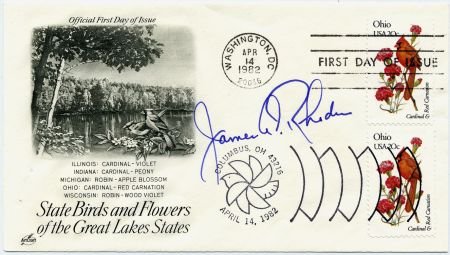 Official First Day of Issue
WASHINGTON, DC
APR
14
1982
20066
FIRST DAY OF ISSUE
Ohio
USA 20c
Cardinal &
Red Carnation
James A. Rhodes
ILLINOIS: CARDINAL-VIOLET
INDIANA: CARDINAL-PEONY
MICHIGAN: ROBIN-APPLE BLOSSOM
OHIO: CARDINAL-RED CARNATION
WISCONSIN: ROBIN-WOOD VIOLET
State Birds and Flowers
of the Great Lakes States
ArtCraft
COLUMBUS, OH 43216
APRIL 14, 1982
Ohio
USA 20c
Cardinal &
Red Carnation